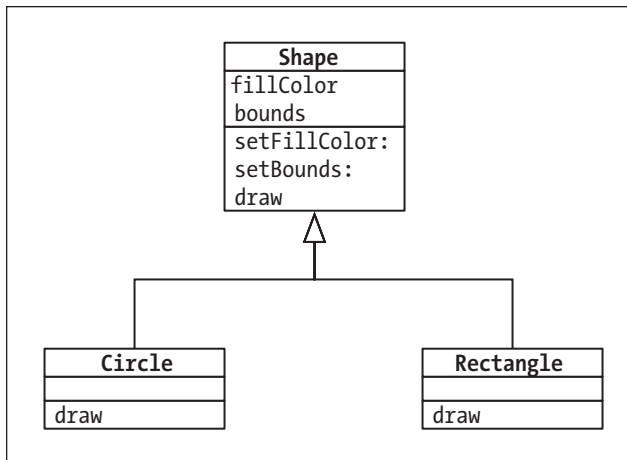 Shape
fillColor
bounds
setFillColor:
setBounds:
draw
Circle
draw
Rectangle
draw